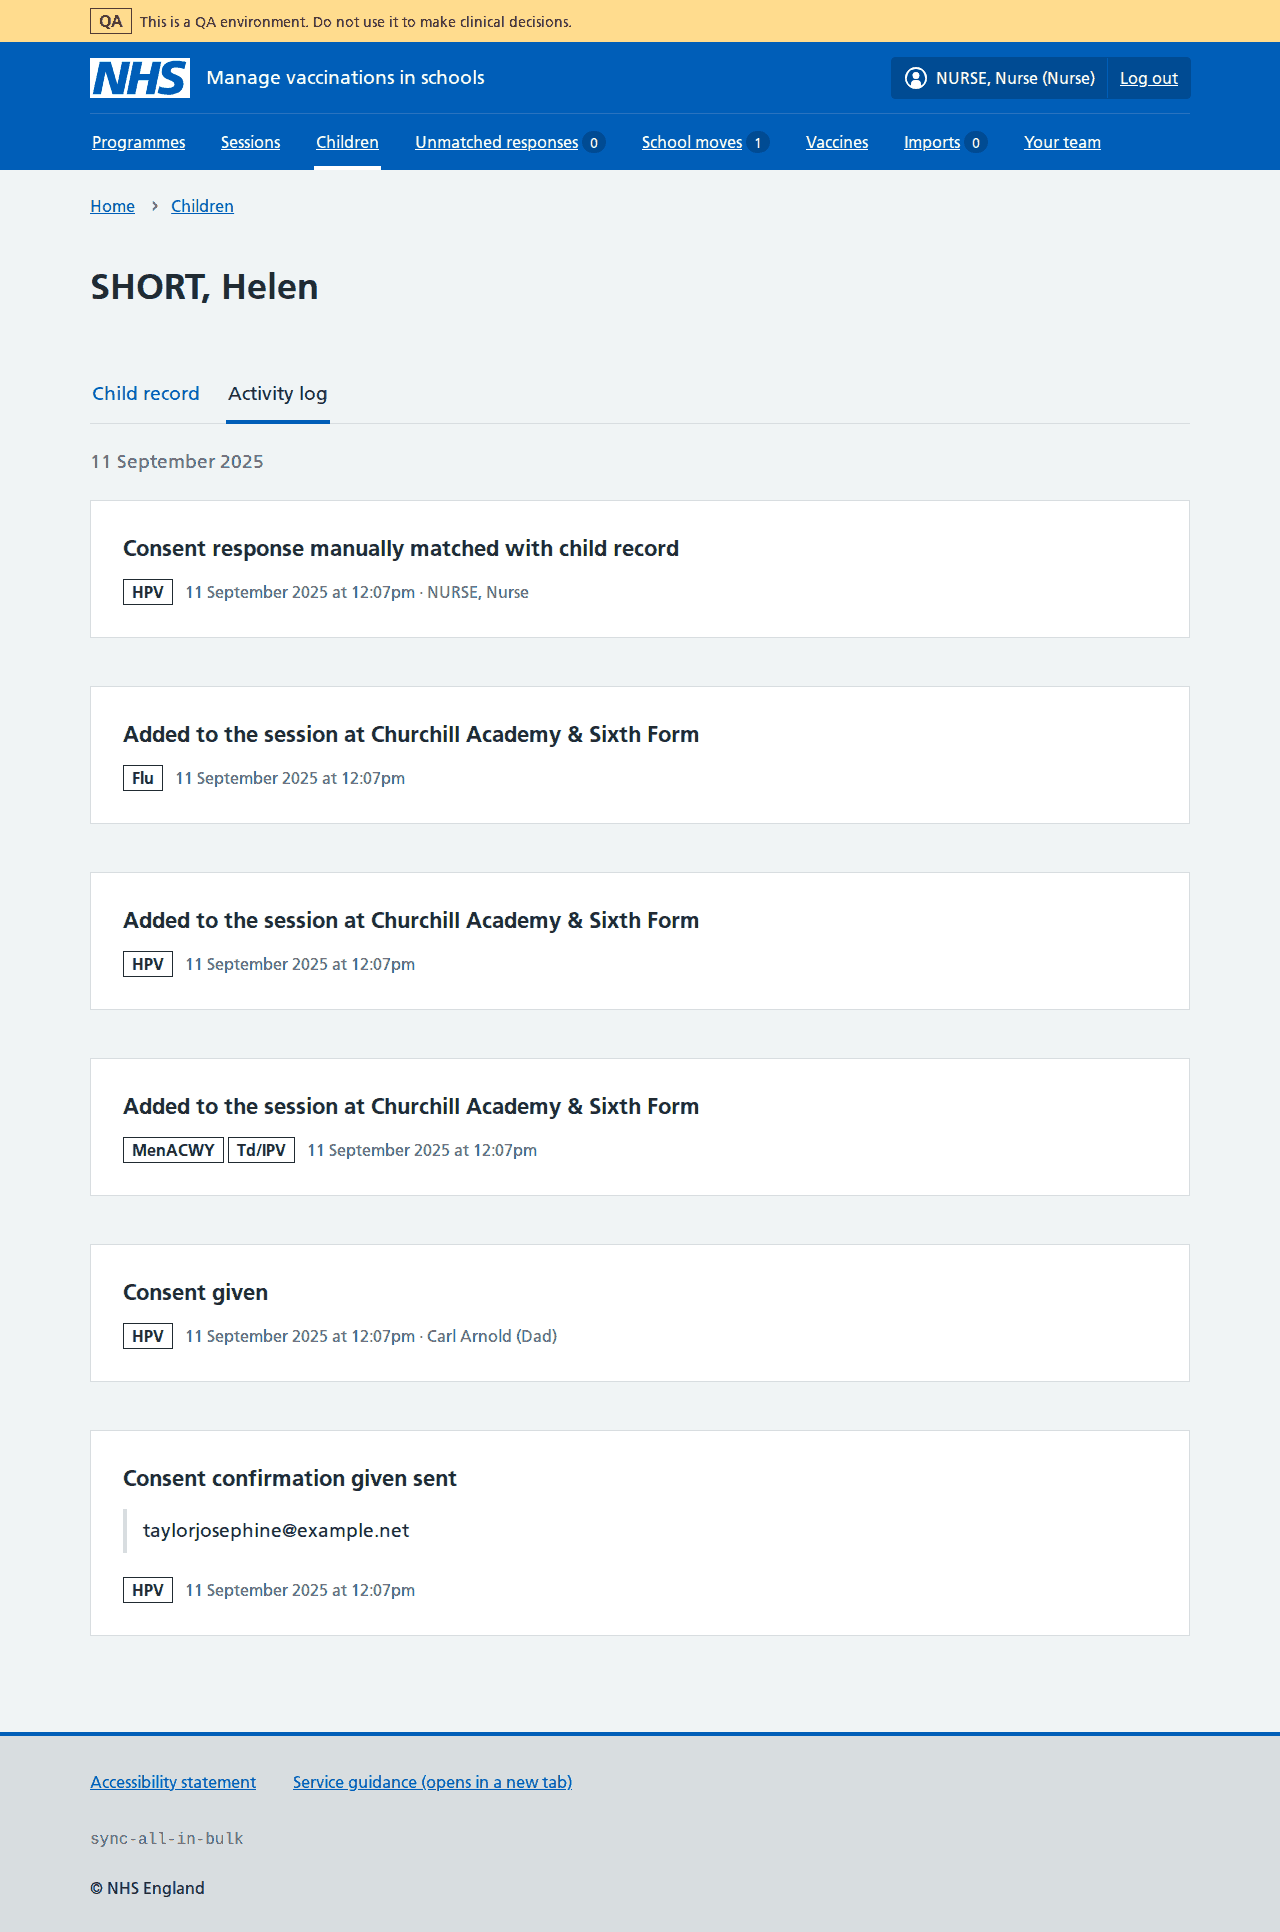 QA This is a QA environment. Do not use it to make clinical decisions.
NHS Manage vaccinations in schools NURSE, Nurse (Nurse) Log out
Programmes Sessions Children Unmatched responses 0 School moves 1 Vaccines Imports 0 Your team
Home › Children
SHORT, Helen
Child record Activity log
11 September 2025
Consent response manually matched with child record
HPV 11 September 2025 at 12:07pm · NURSE, Nurse
Added to the session at Churchill Academy & Sixth Form
Flu 11 September 2025 at 12:07pm
Added to the session at Churchill Academy & Sixth Form
HPV 11 September 2025 at 12:07pm
Added to the session at Churchill Academy & Sixth Form
MenACWY Td/IPV 11 September 2025 at 12:07pm
Consent given
HPV 11 September 2025 at 12:07pm · Carl Arnold (Dad)
Consent confirmation given sent
taylorjosephine@example.net
HPV 11 September 2025 at 12:07pm
Accessibility statement Service guidance (opens in a new tab)
sync-all-in-bulk
© NHS England